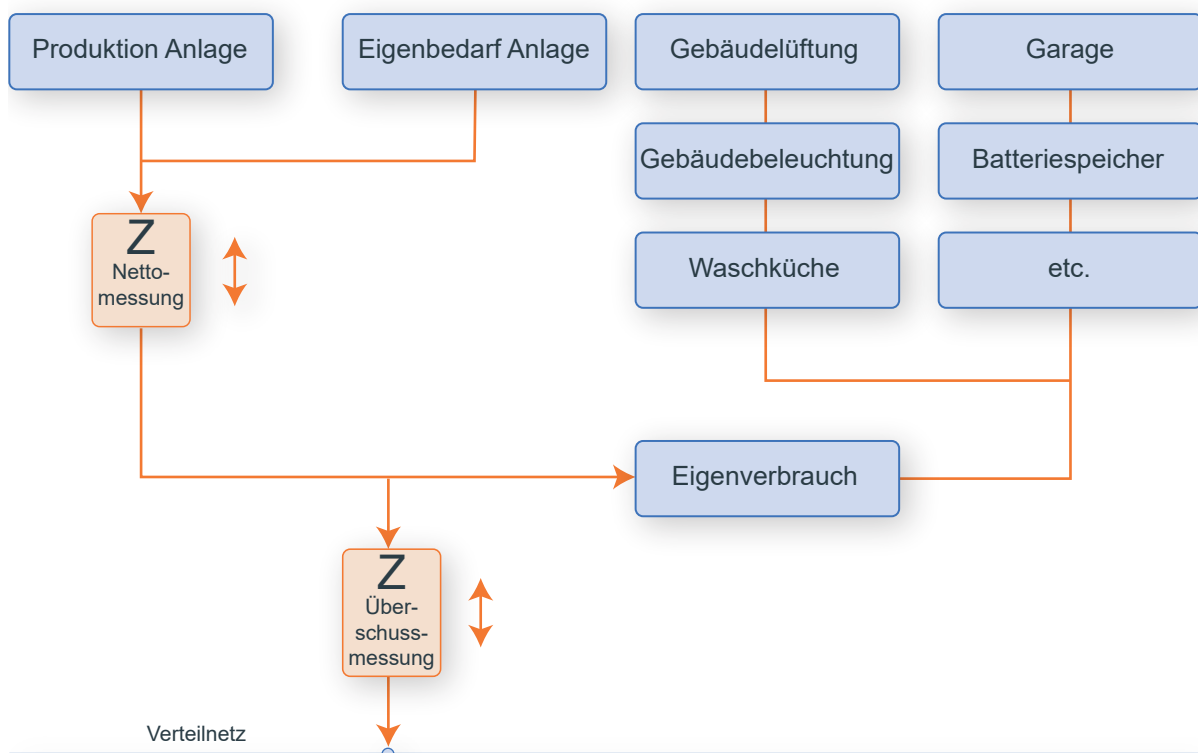 Produktion Anlage
Eigenbedarf Anlage
Gebäudelüftung
Garage
Gebäudebeleuchtung
Batteriespeicher
Waschküche
etc.
Z
Netto-
messung
Eigenverbrauch
Z
Über-
schuss-
messung
Verteilnetz